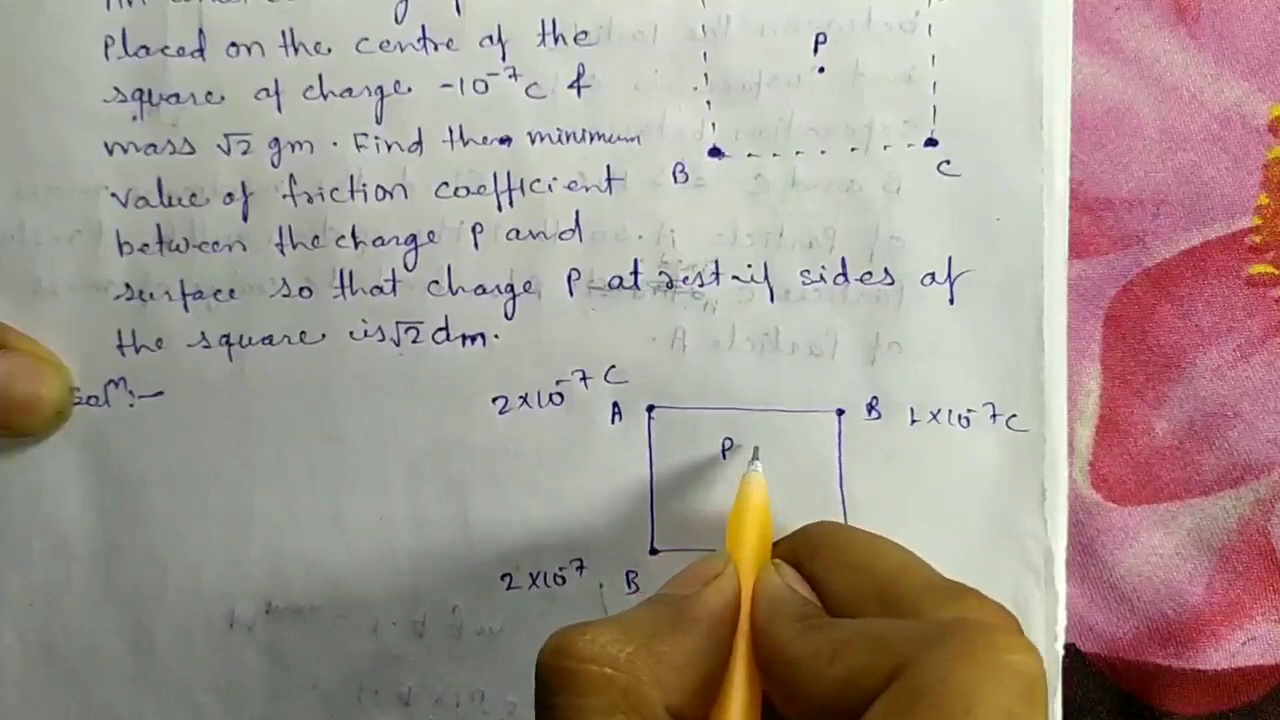 Placed on the centre of the
square of charge -10⁻⁷C &
mass √2 gm. Find the minimum
value of friction coefficient
between the charge P and
surface so that charge P at rest if sides of
the square is √2 dm.
P
B
C
Solⁿ:-
2×10⁻⁷ C
A
B 1×10⁻⁷C
P
2×10⁻⁷. B